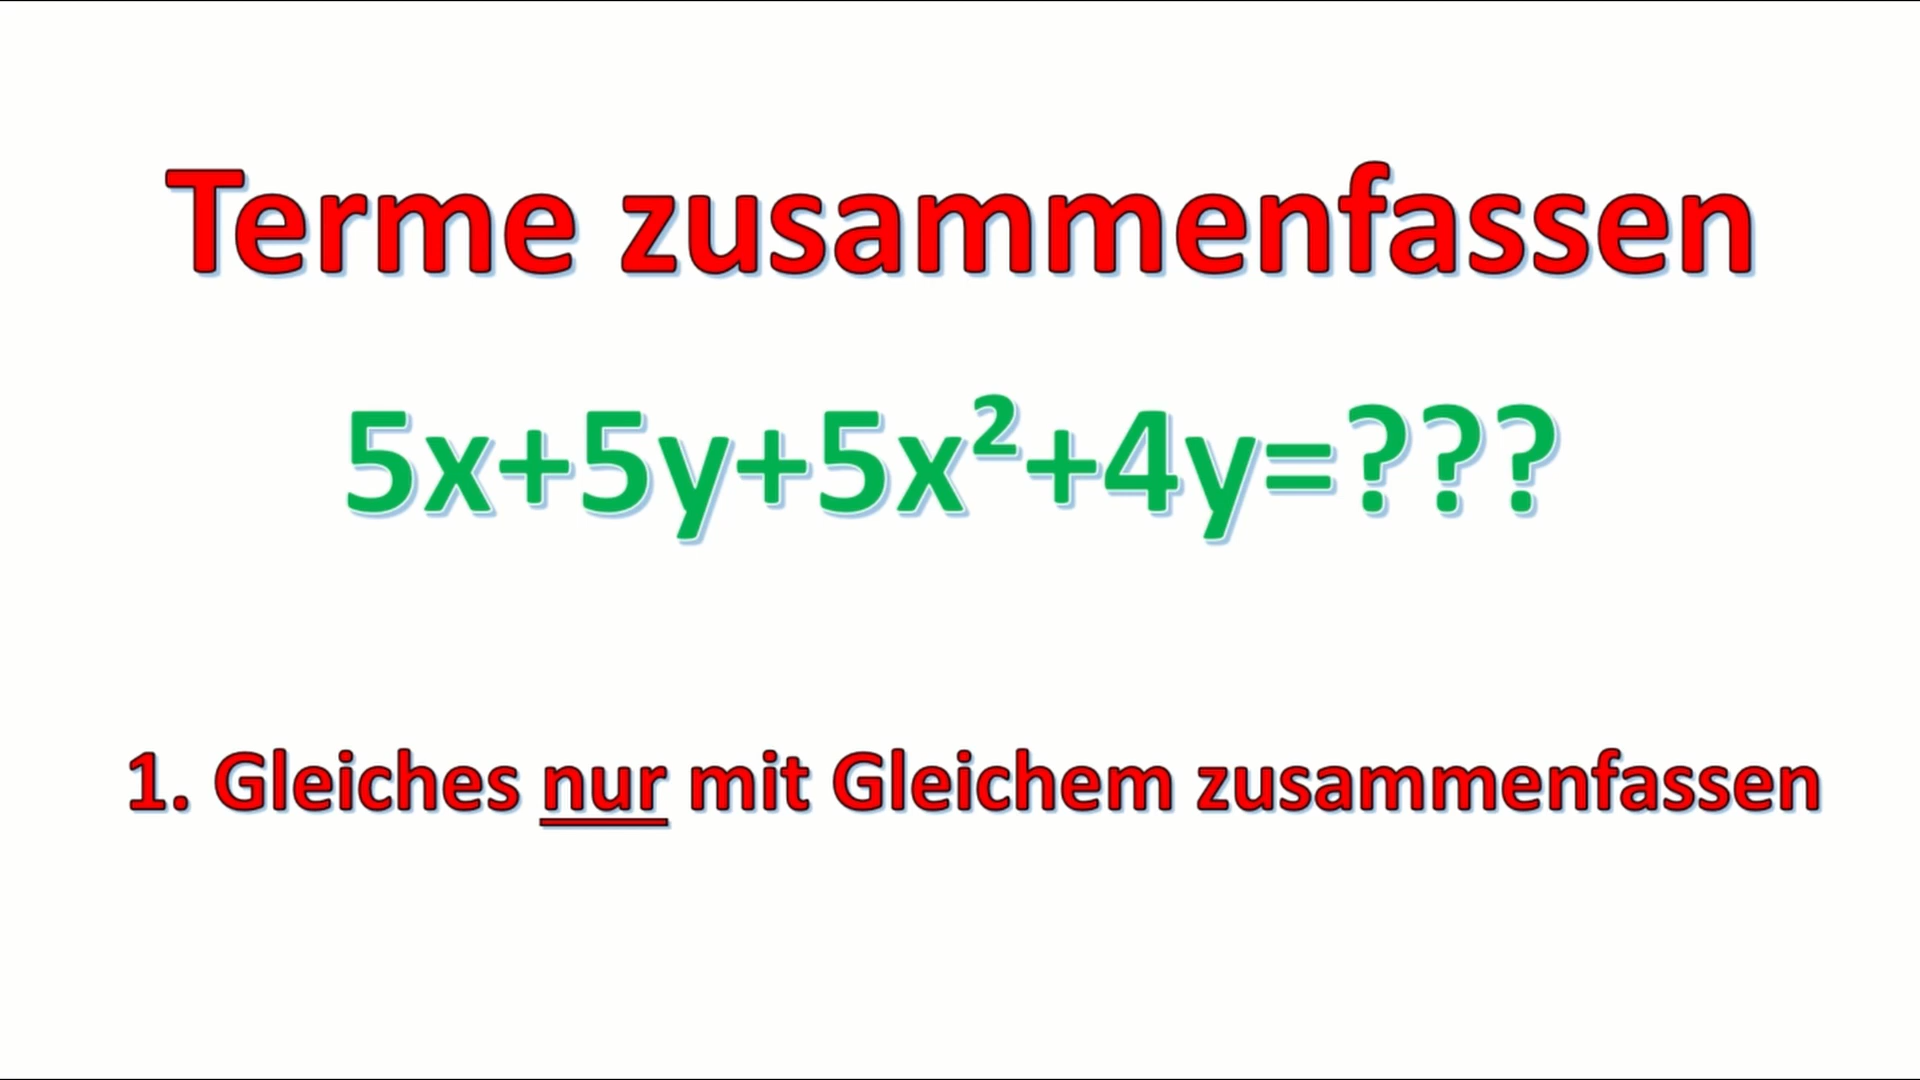 Terme zusammenfassen
5x+5y+5x²+4y=???
1. Gleiches nur mit Gleichem zusammenfassen